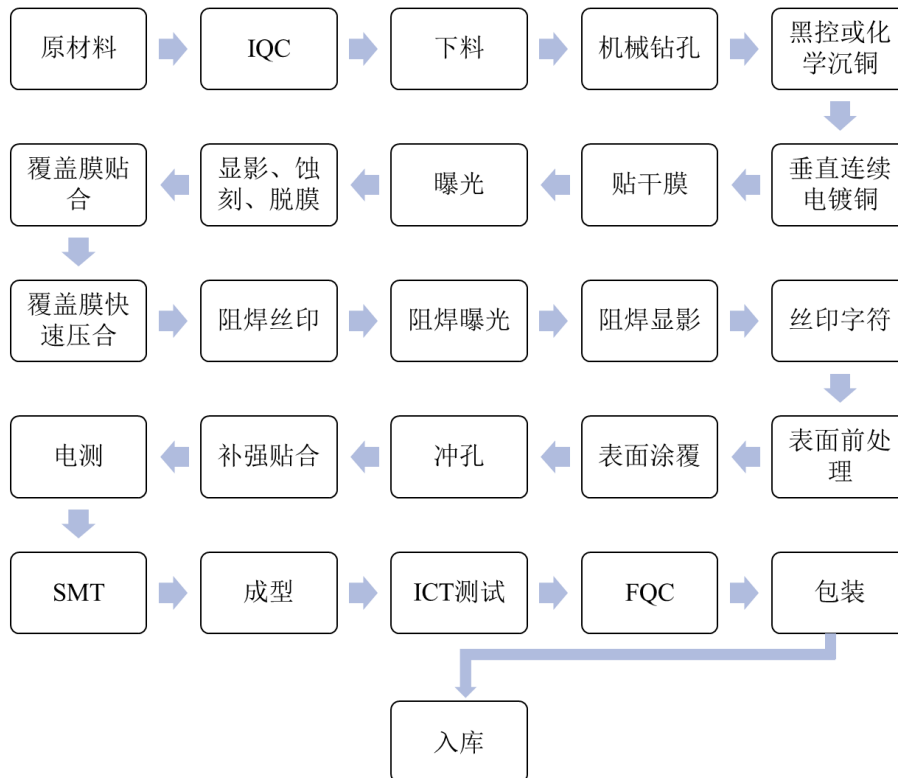 原材料
IQC
下料
机械钻孔
黑控或化
学沉铜
覆盖膜贴
合
显影、蚀
刻、脱膜
曝光
贴干膜
垂直连续
电镀铜
覆盖膜快
速压合
阻焊丝印
阻焊曝光
阻焊显影
丝印字符
电测
补强贴合
冲孔
表面涂覆
表面前处
理
SMT
成型
ICT测试
FQC
包装
入库